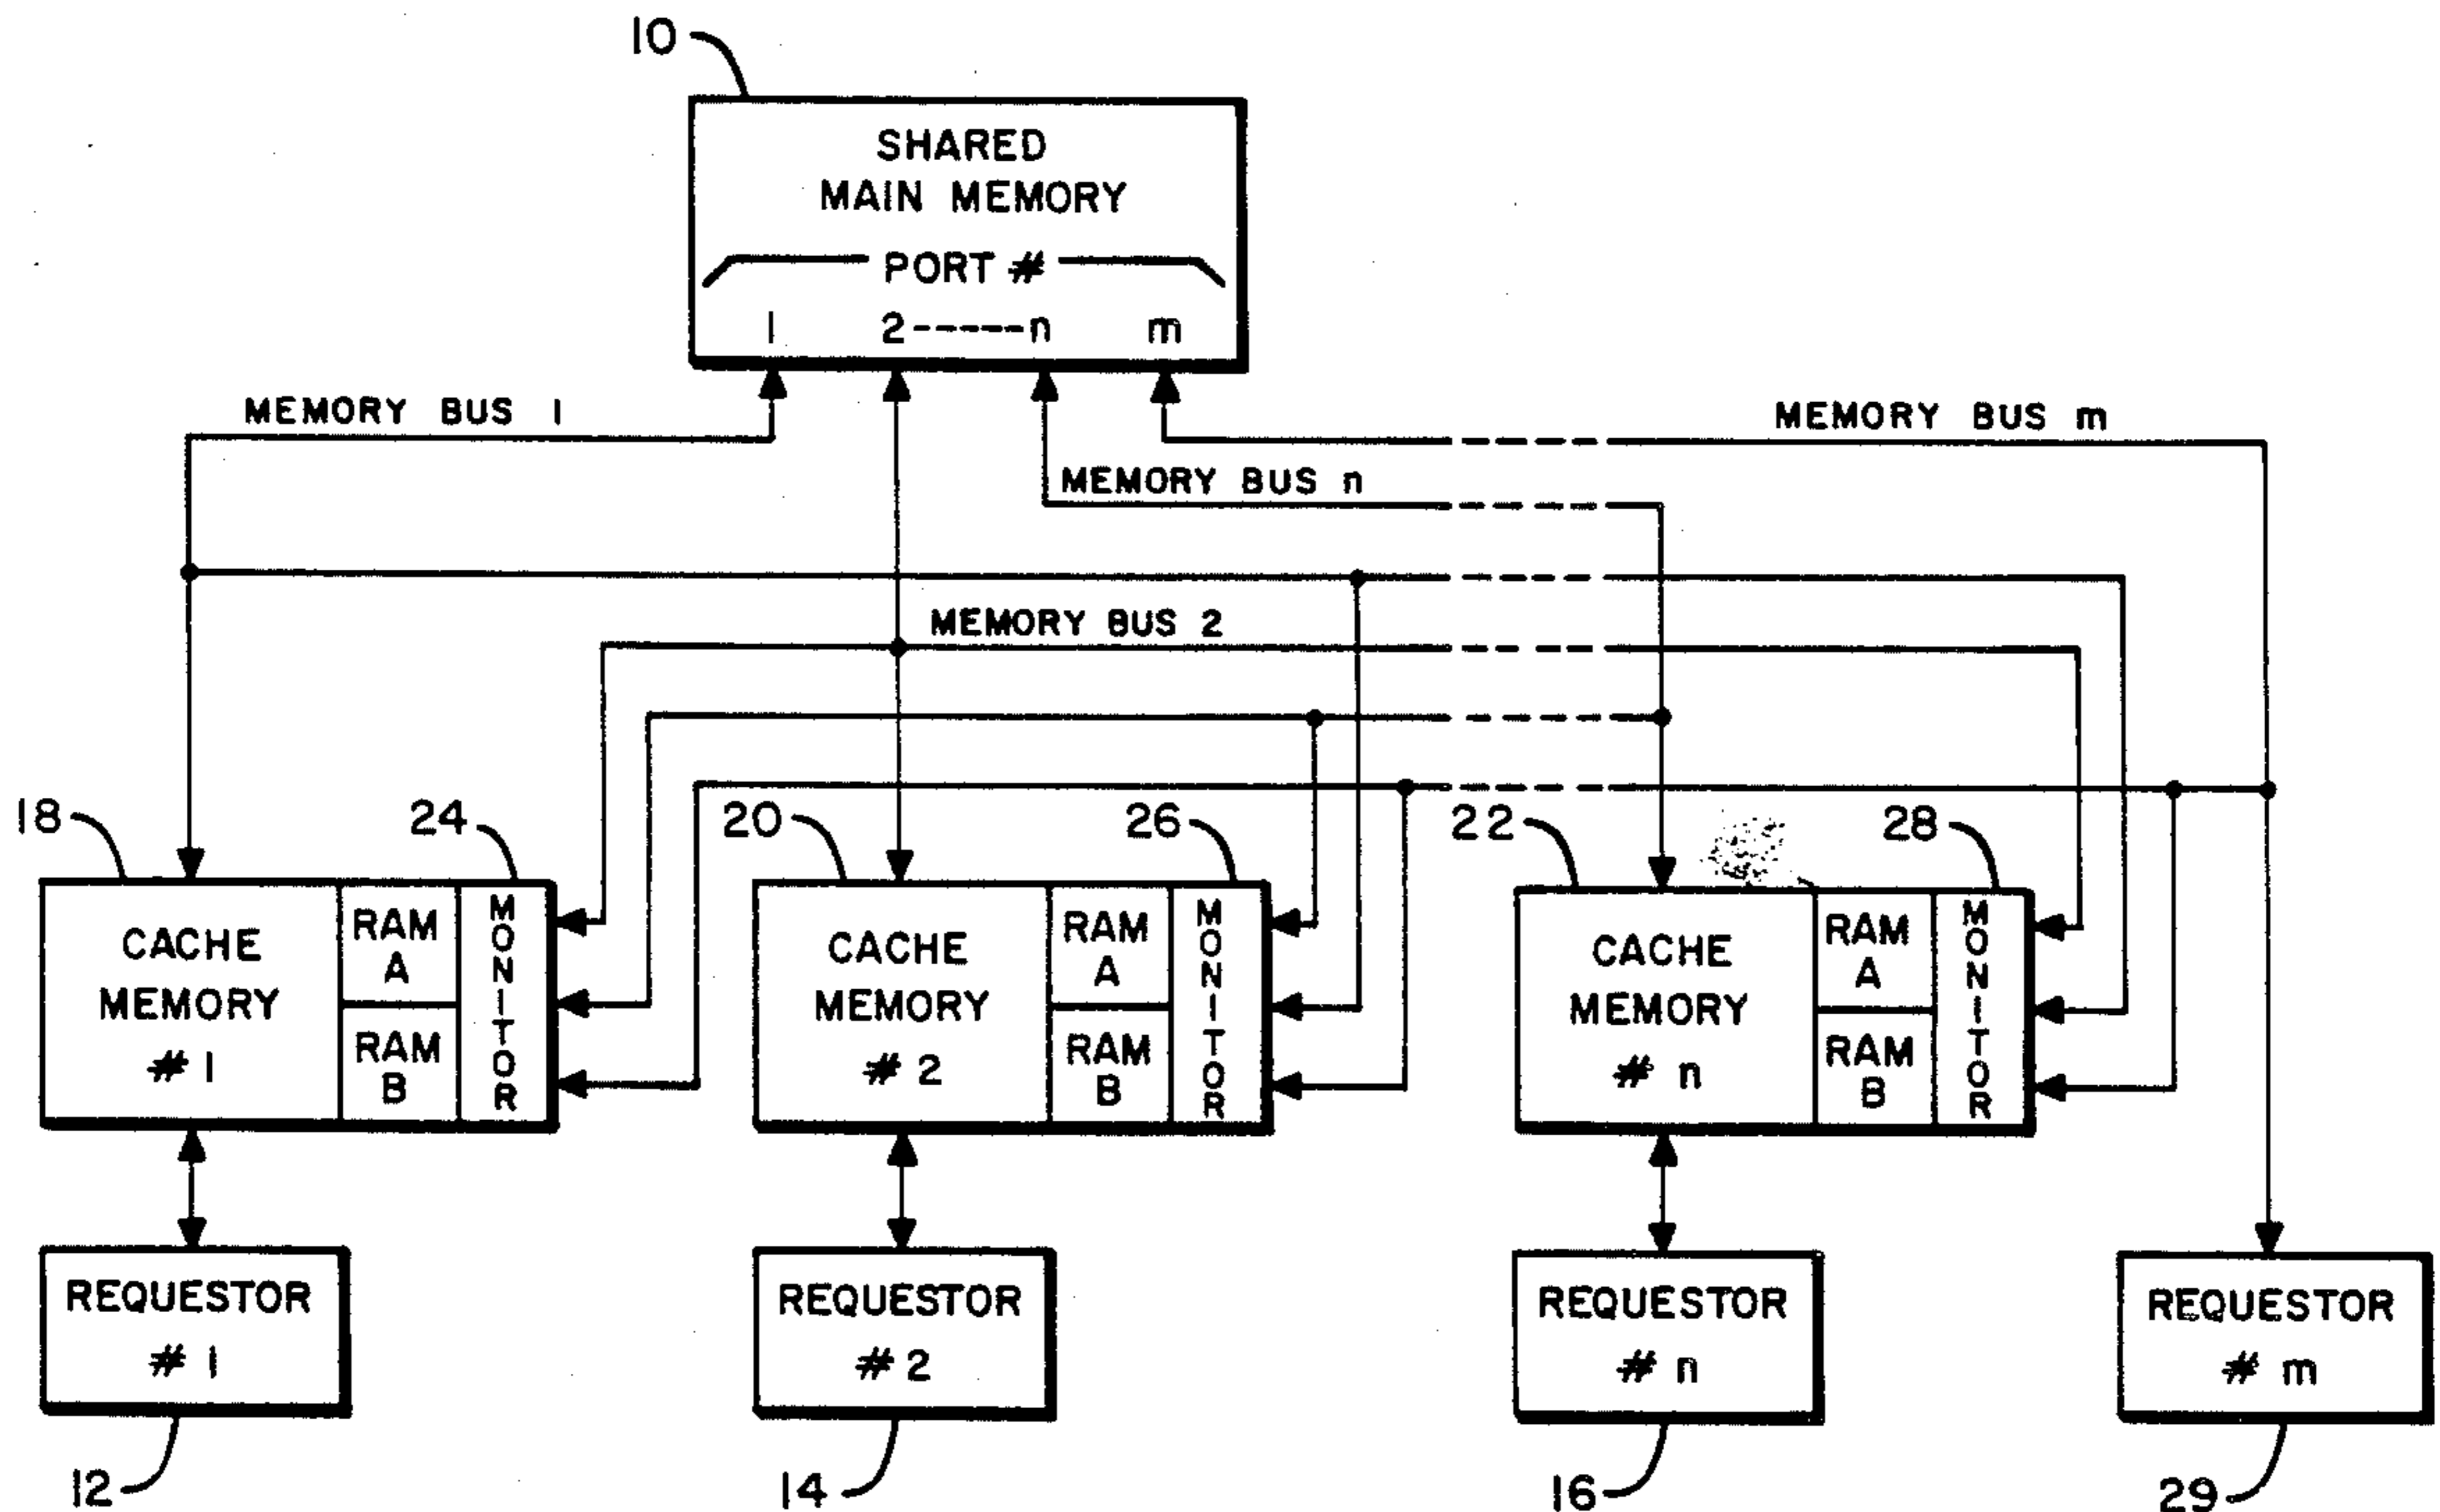 10
SHARED
MAIN MEMORY
PORT #
1 2-----n m
MEMORY BUS 1
MEMORY BUS m
MEMORY BUS n
MEMORY BUS 2
18
24
20
26
22
28
CACHE
MEMORY
# 1
RAM
A
RAM
B
MONITOR
CACHE
MEMORY
# 2
RAM
A
RAM
B
MONITOR
CACHE
MEMORY
# n
RAM
A
RAM
B
MONITOR
REQUESTOR
# 1
REQUESTOR
# 2
REQUESTOR
# n
REQUESTOR
# m
12
14
16
29